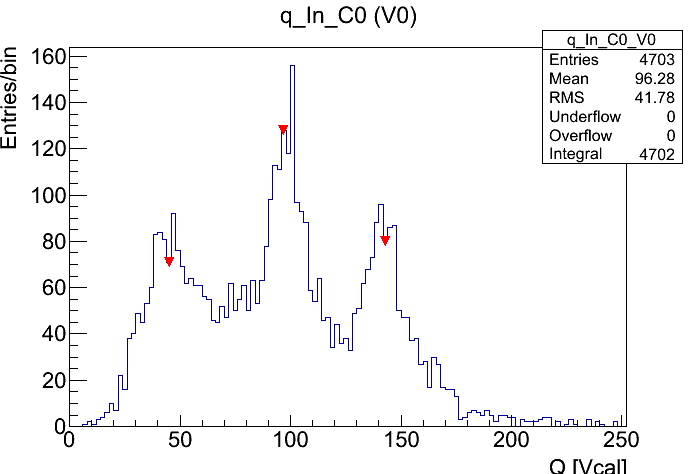 q_In_C0 (V0)
q_In_C0_V0
Entries 4703
Mean 96.28
RMS 41.78
Underflow 0
Overflow 0
Integral 4702
Entries/bin
160
140
120
100
80
60
40
20
0
0 50 100 150 200 250
Q [Vcal]